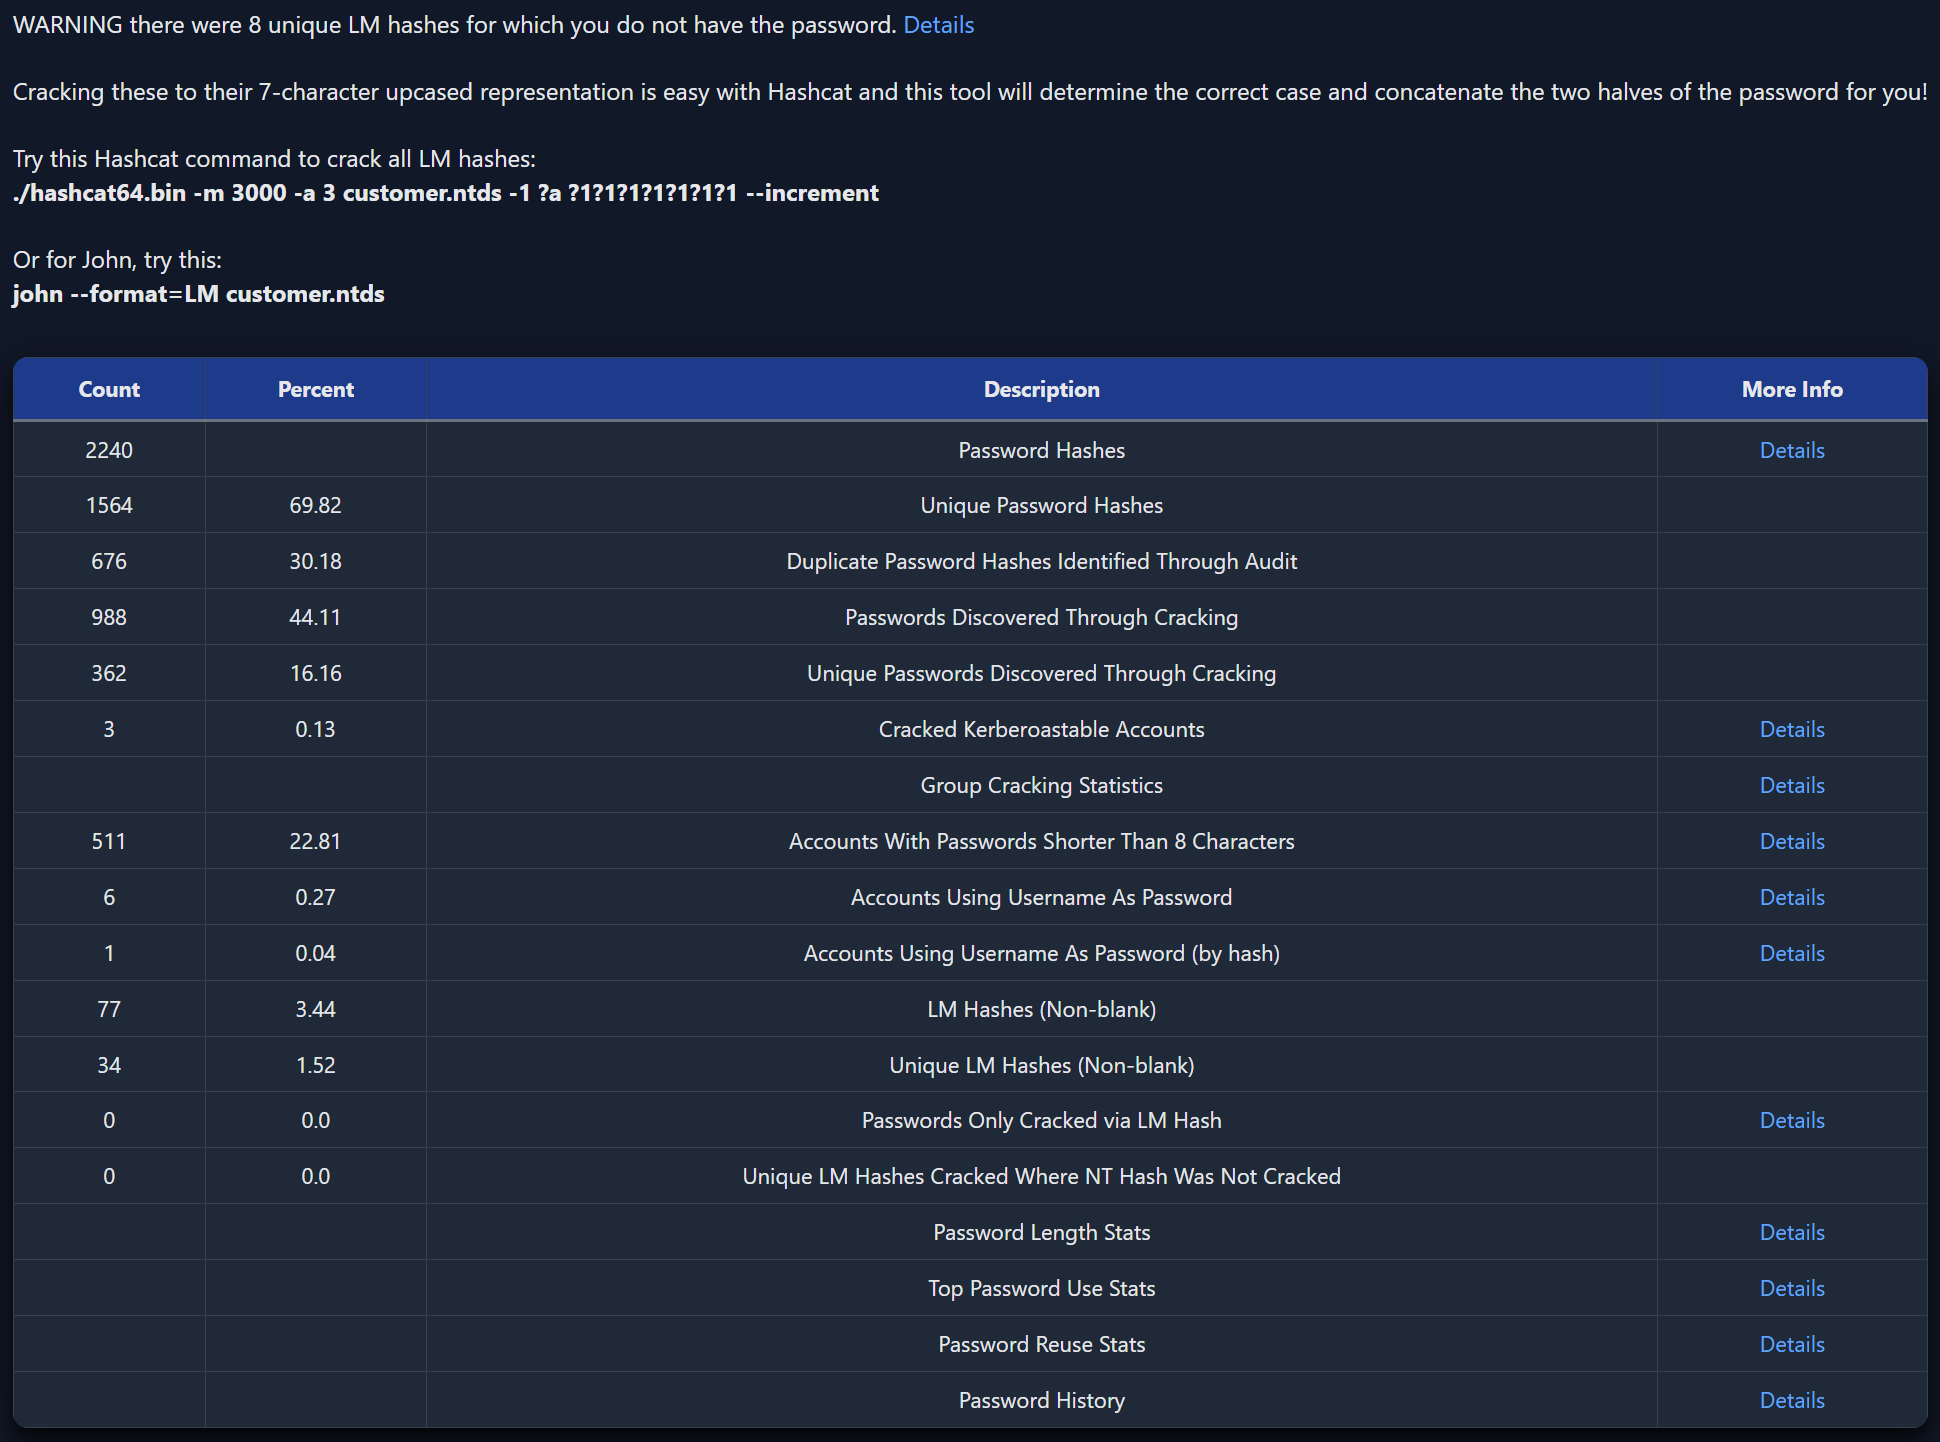 WARNING there were 8 unique LM hashes for which you do not have the password. Details
Cracking these to their 7-character upcased representation is easy with Hashcat and this tool will determine the correct case and concatenate the two halves of the password for you!
Try this Hashcat command to crack all LM hashes:
./hashcat64.bin -m 3000 -a 3 customer.ntds -1 ?a ?1?1?1?1?1?1?1 --increment
Or for John, try this:
john --format=LM customer.ntds
Count Percent Description More Info
2240 Password Hashes Details
1564 69.82 Unique Password Hashes
676 30.18 Duplicate Password Hashes Identified Through Audit
988 44.11 Passwords Discovered Through Cracking
362 16.16 Unique Passwords Discovered Through Cracking
3 0.13 Cracked Kerberoastable Accounts Details
Group Cracking Statistics Details
511 22.81 Accounts With Passwords Shorter Than 8 Characters Details
6 0.27 Accounts Using Username As Password Details
1 0.04 Accounts Using Username As Password (by hash) Details
77 3.44 LM Hashes (Non-blank)
34 1.52 Unique LM Hashes (Non-blank)
0 0.0 Passwords Only Cracked via LM Hash Details
0 0.0 Unique LM Hashes Cracked Where NT Hash Was Not Cracked
Password Length Stats Details
Top Password Use Stats Details
Password Reuse Stats Details
Password History Details